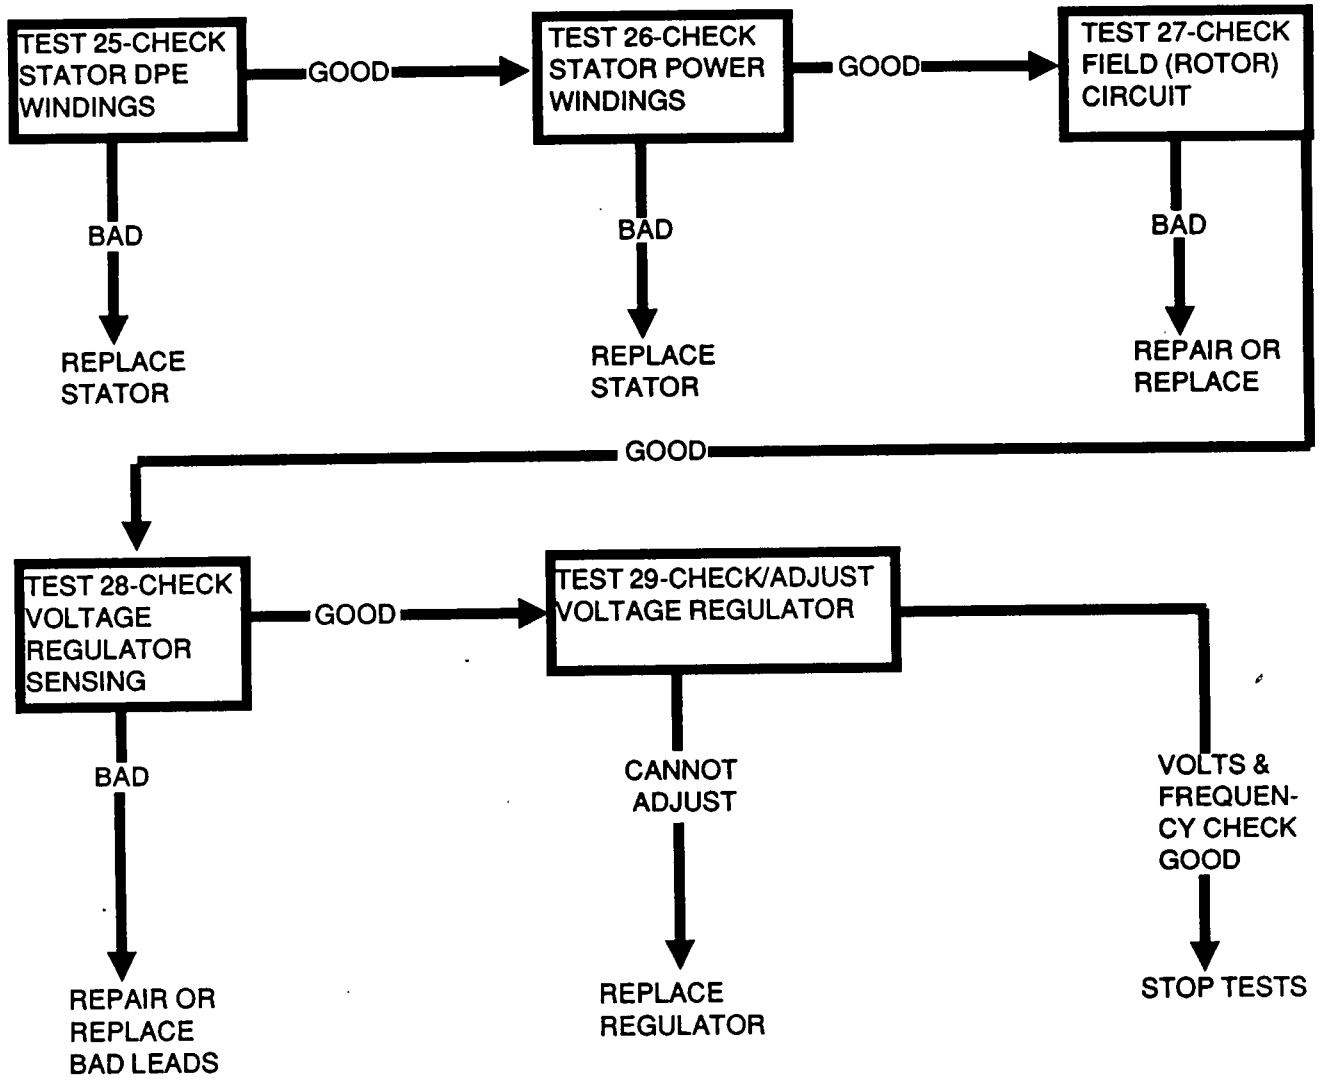 TEST 25-CHECK
STATOR DPE
WINDINGS
GOOD
TEST 26-CHECK
STATOR POWER
WINDINGS
GOOD
TEST 27-CHECK
FIELD (ROTOR)
CIRCUIT
BAD
BAD
BAD
REPLACE
STATOR
REPLACE
STATOR
REPAIR OR
REPLACE
GOOD
TEST 28-CHECK
VOLTAGE
REGULATOR
SENSING
GOOD
TEST 29-CHECK/ADJUST
VOLTAGE REGULATOR
BAD
CANNOT
ADJUST
VOLTS &
FREQUEN-
CY CHECK
GOOD
REPAIR OR
REPLACE
BAD LEADS
REPLACE
REGULATOR
STOP TESTS